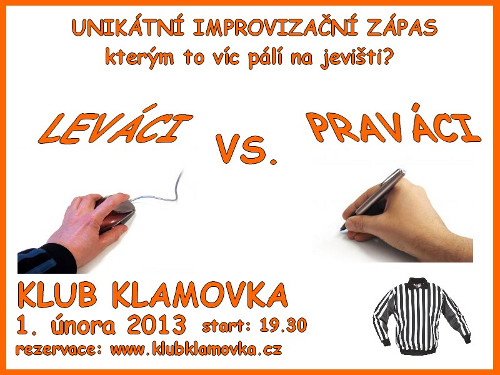 UNIKÁTNÍ IMPROVIZAČNÍ ZÁPAS
kterým to víc pálí na jevišti?
LEVÁCI VS. PRAVÁCI
KLUB KLAMOVKA
1. února 2013 start: 19.30
rezervace: www.klubklamovka.cz